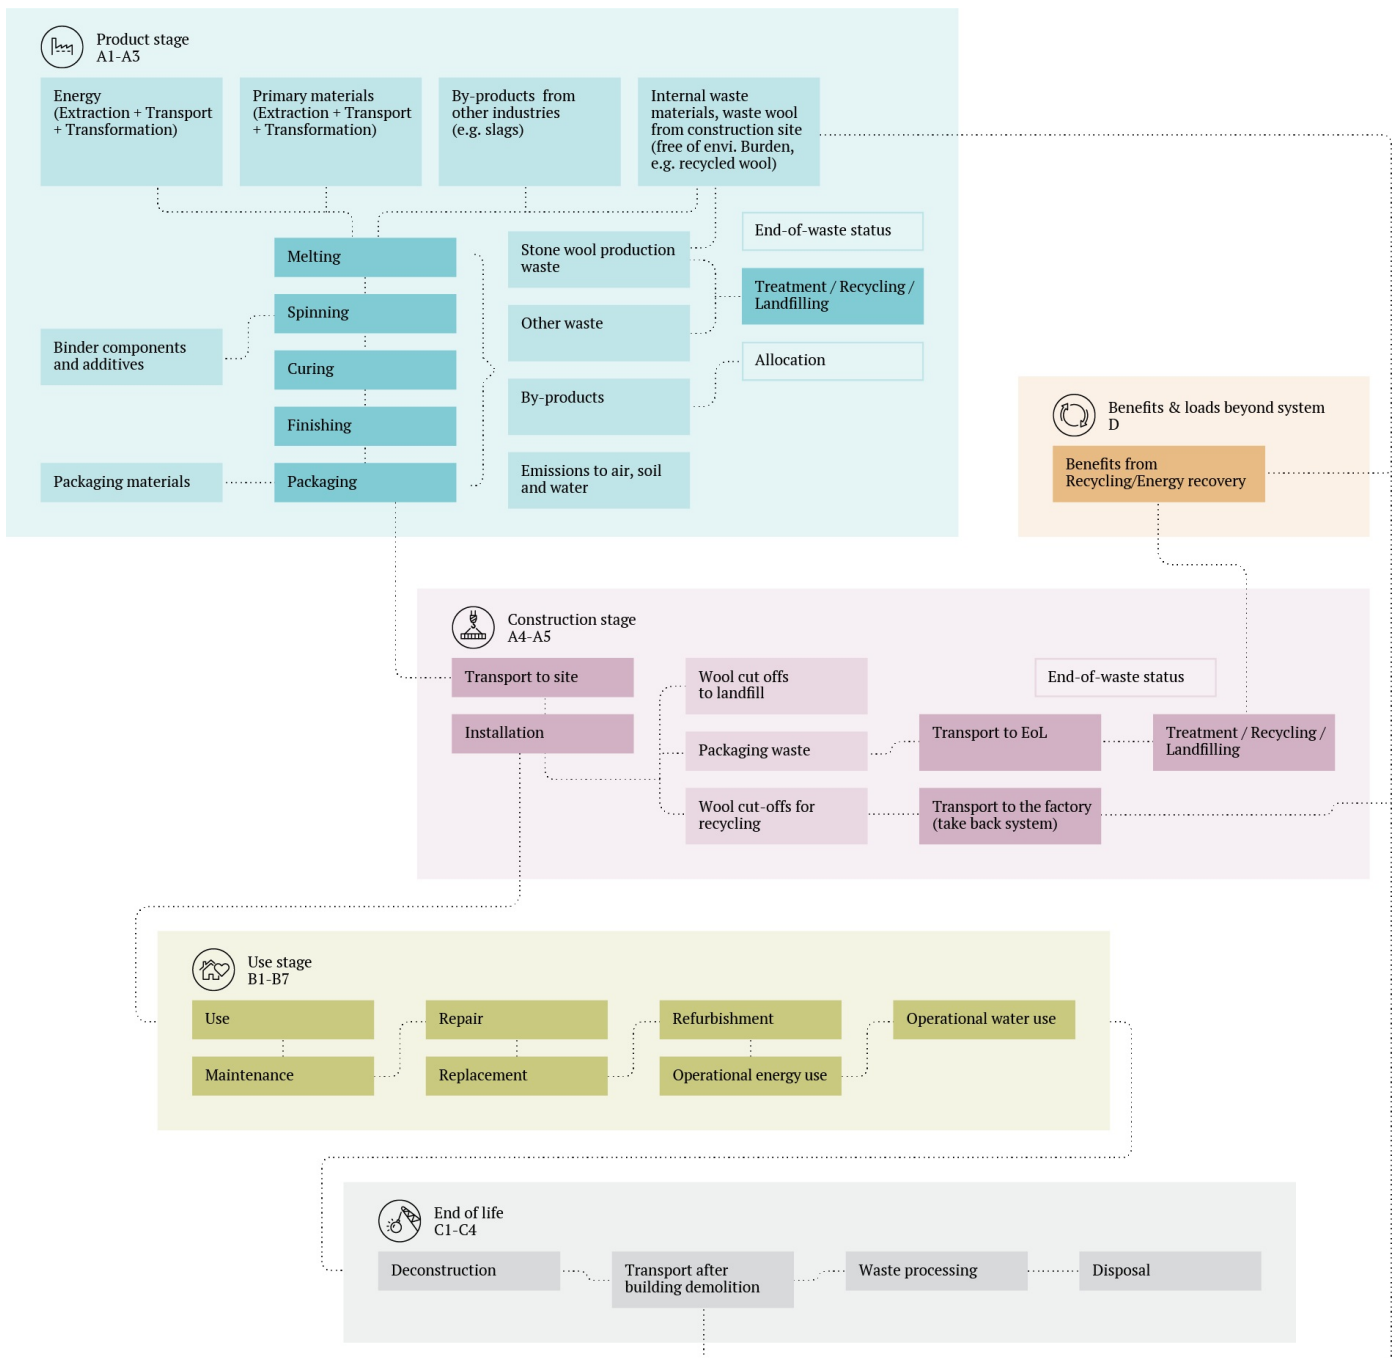 Product stage
A1-A3
Energy
(Extraction + Transport
+ Transformation)
Primary materials
(Extraction + Transport
+ Transformation)
By-products from
other industries
(e.g. slags)
Internal waste
materials, waste wool
from construction site
(free of envi. Burden,
e.g. recycled wool)
Melting
Spinning
Curing
Finishing
Packaging
Binder components
and additives
Packaging materials
Stone wool production
waste
Other waste
By-products
Emissions to air, soil
and water
End-of-waste status
Treatment / Recycling /
Landfilling
Allocation
Benefits & loads beyond system
D
Benefits from
Recycling/Energy recovery
Construction stage
A4-A5
Transport to site
Installation
Wool cut offs
to landfill
Packaging waste
Wool cut-offs for
recycling
Transport to EoL
Transport to the factory
(take back system)
End-of-waste status
Treatment / Recycling /
Landfilling
Use stage
B1-B7
Use
Maintenance
Repair
Replacement
Refurbishment
Operational energy use
Operational water use
End of life
C1-C4
Deconstruction
Transport after
building demolition
Waste processing
Disposal